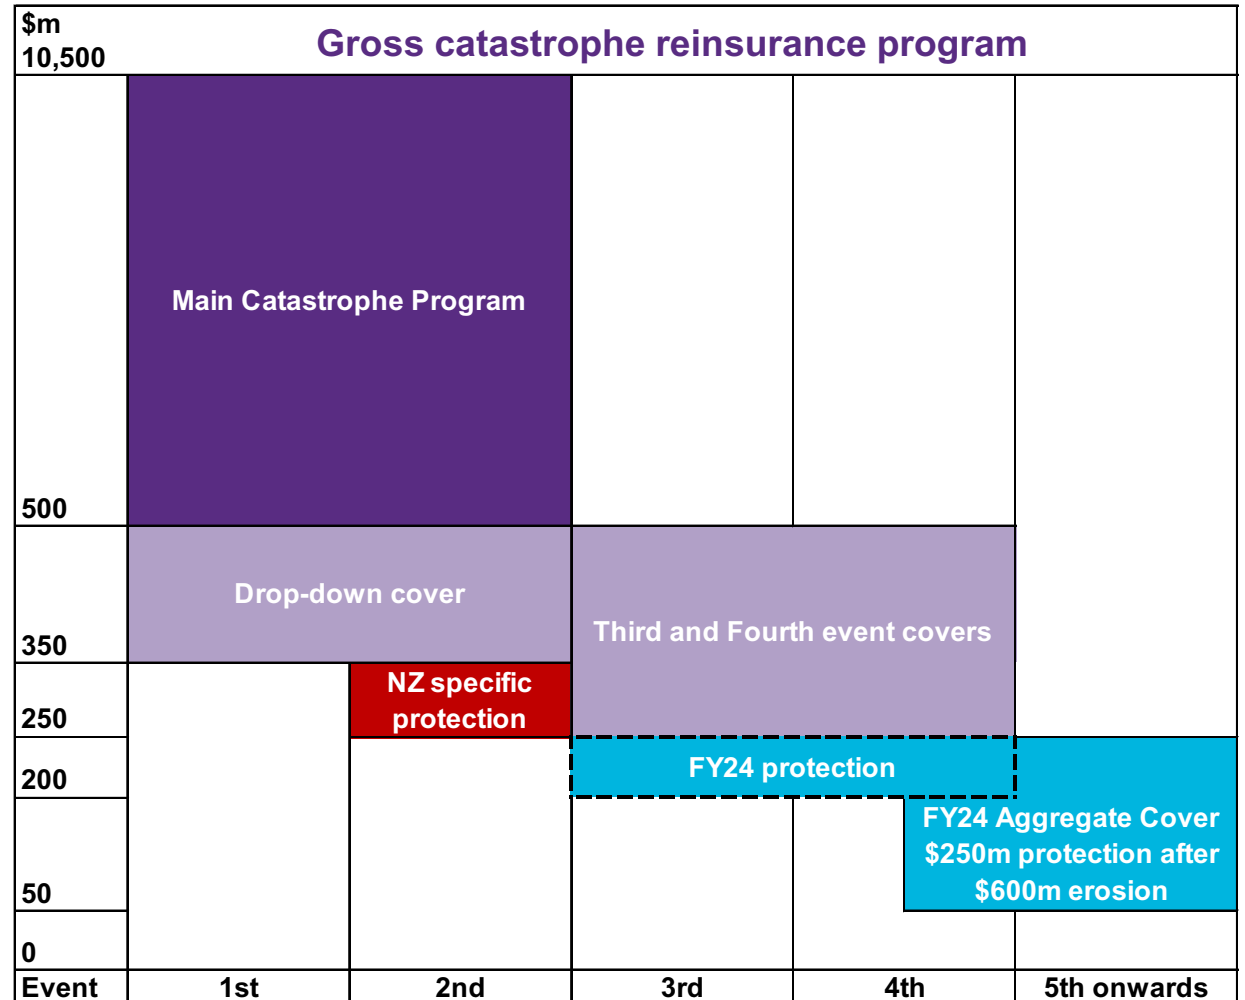 $m
10,500
Gross catastrophe reinsurance program
Main Catastrophe Program
500
Drop-down cover
Third and Fourth event covers
350
NZ specific
protection
250
FY24 protection
200
FY24 Aggregate Cover
$250m protection after
$600m erosion
50
0
Event 1st 2nd 3rd 4th 5th onwards